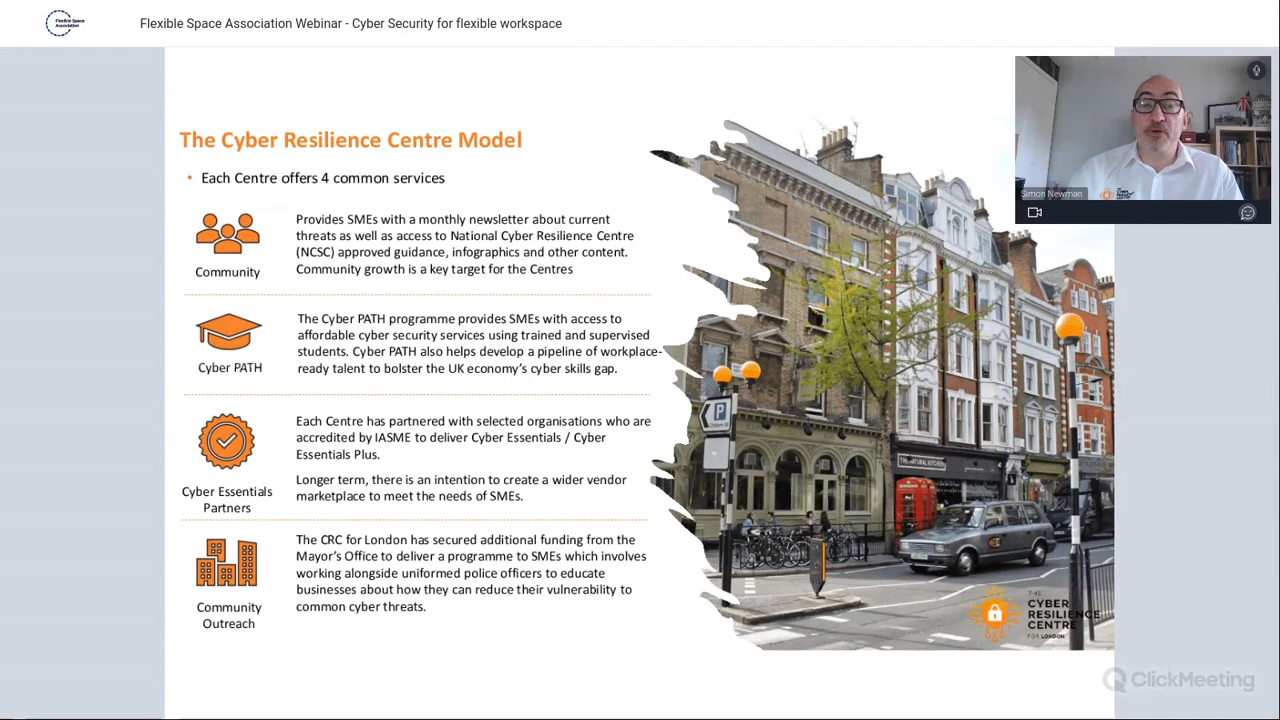 Flexible Space
Association
Flexible Space Association Webinar - Cyber Security for flexible workspace
Simon Newman
The Cyber Resilience Centre Model
• Each Centre offers 4 common services
Community
Provides SMEs with a monthly newsletter about current
threats as well as access to National Cyber Resilience Centre
(NCSC) approved guidance, infographics and other content.
Community growth is a key target for the Centres
Cyber PATH
The Cyber PATH programme provides SMEs with access to
affordable cyber security services using trained and supervised
students. Cyber PATH also helps develop a pipeline of workplace-
ready talent to bolster the UK economy's cyber skills gap.
Cyber Essentials
Partners
Each Centre has partnered with selected organisations who are
accredited by IASME to deliver Cyber Essentials / Cyber
Essentials Plus.
Longer term, there is an intention to create a wider vendor
marketplace to meet the needs of SMEs.
Community
Outreach
The CRC for London has secured additional funding from the
Mayor's Office to deliver a programme to SMEs which involves
working alongside uniformed police officers to educate
businesses about how they can reduce their vulnerability to
common cyber threats.
P
THE NATURAL KITCHEN
THE
CYBER
RESILIENCE
CENTRE
FOR LONDON
ClickMeeting